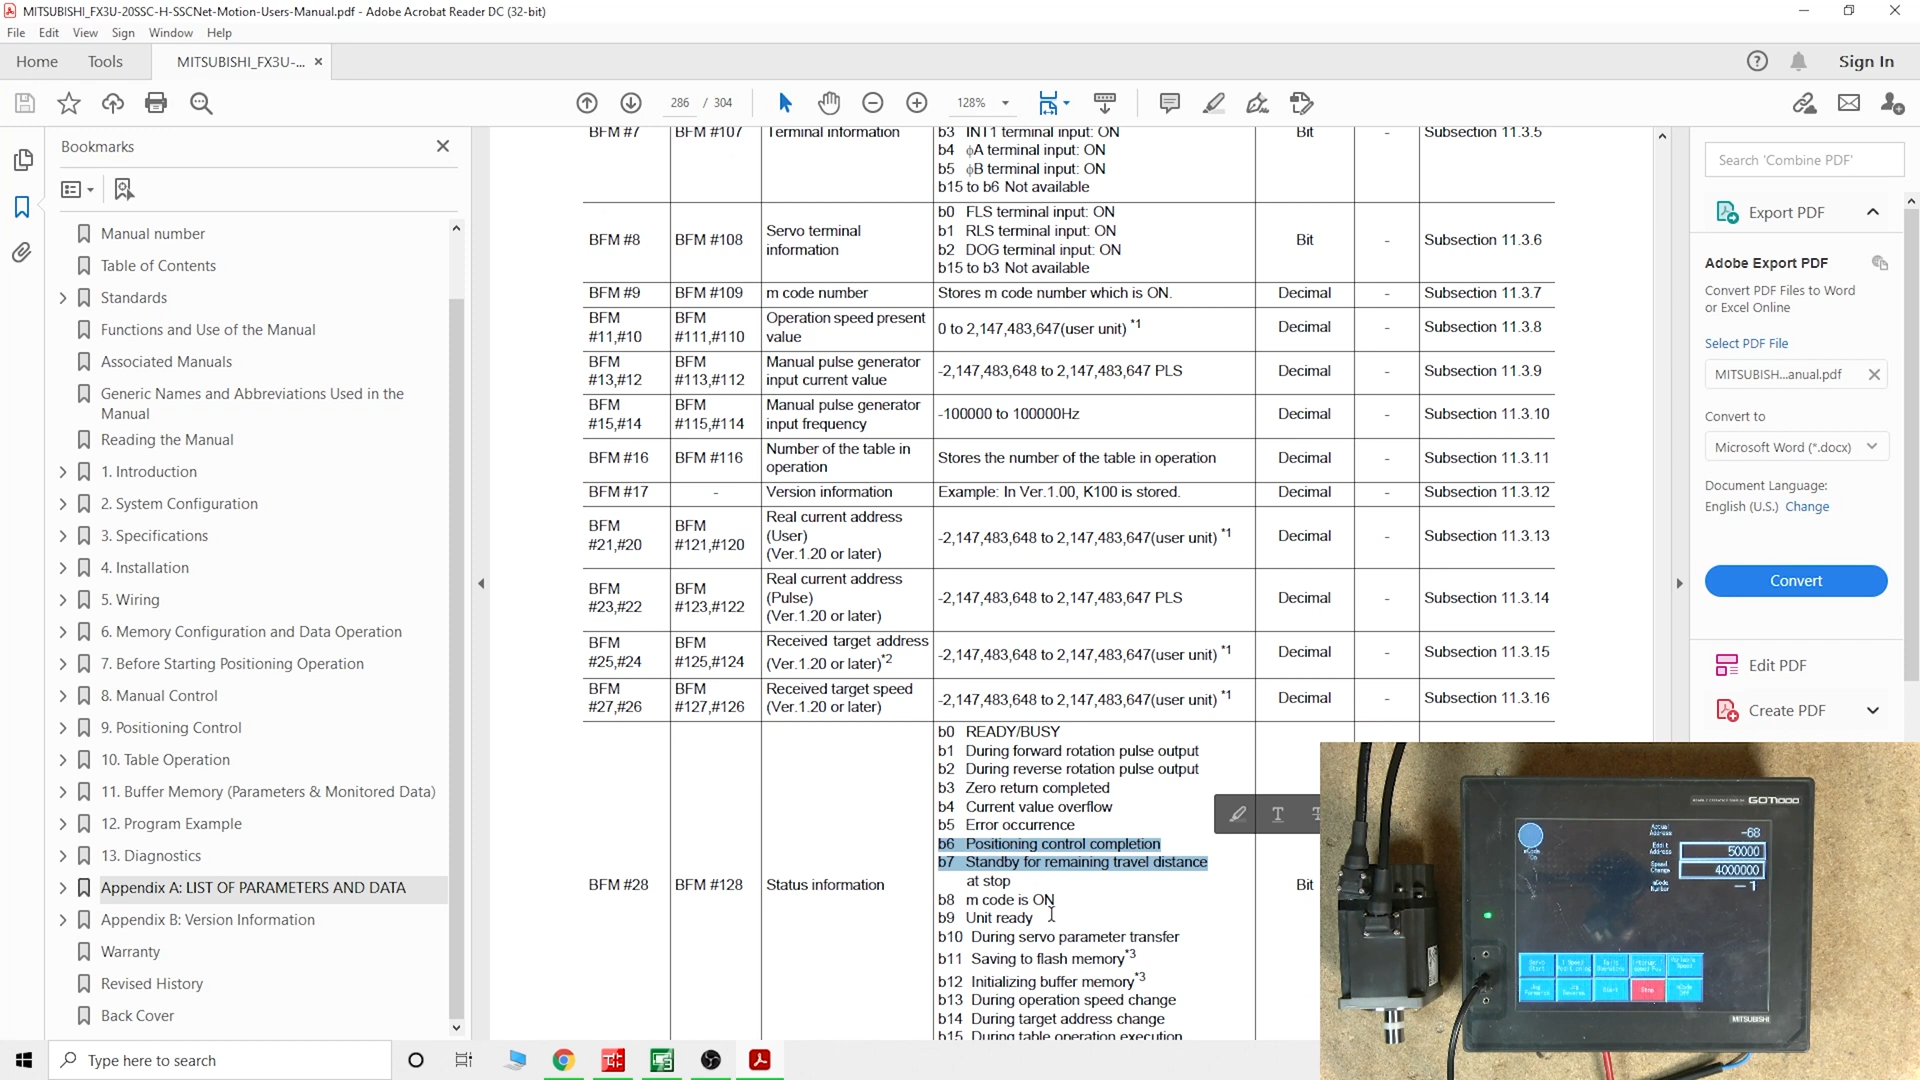 MITSUBISHI_FX3U-20SSC-H-SSCNet-Motion-Users-Manual.pdf - Adobe Acrobat Reader DC (32-bit)
File Edit View Sign Window Help
Home Tools MITSUBISHI_FX3U-... Sign In
286 / 304 128%
Bookmarks
Manual number
Table of Contents
Standards
Functions and Use of the Manual
Associated Manuals
Generic Names and Abbreviations Used in the
Manual
Reading the Manual
1. Introduction
2. System Configuration
3. Specifications
4. Installation
5. Wiring
6. Memory Configuration and Data Operation
7. Before Starting Positioning Operation
8. Manual Control
9. Positioning Control
10. Table Operation
11. Buffer Memory (Parameters & Monitored Data)
12. Program Example
13. Diagnostics
Appendix A: LIST OF PARAMETERS AND DATA
Appendix B: Version Information
Warranty
Revised History
Back Cover
BFM #7 BFM #107 Terminal information b3 INT1 terminal input: ON Bit - Subsection 11.3.5
b4 φA terminal input: ON
b5 φB terminal input: ON
b15 to b6 Not available
BFM #8 BFM #108 Servo terminal information b0 FLS terminal input: ON Bit - Subsection 11.3.6
b1 RLS terminal input: ON
b2 DOG terminal input: ON
b15 to b3 Not available
BFM #9 BFM #109 m code number Stores m code number which is ON. Decimal - Subsection 11.3.7
BFM #11,#10 BFM #111,#110 Operation speed present value 0 to 2,147,483,647(user unit) *1 Decimal - Subsection 11.3.8
BFM #13,#12 BFM #113,#112 Manual pulse generator input current value -2,147,483,648 to 2,147,483,647 PLS Decimal - Subsection 11.3.9
BFM #15,#14 BFM #115,#114 Manual pulse generator input frequency -100000 to 100000Hz Decimal - Subsection 11.3.10
BFM #16 BFM #116 Number of the table in operation Stores the number of the table in operation Decimal - Subsection 11.3.11
BFM #17 - Version information Example: In Ver.1.00, K100 is stored. Decimal - Subsection 11.3.12
BFM #21,#20 BFM #121,#120 Real current address (User) (Ver.1.20 or later) -2,147,483,648 to 2,147,483,647(user unit) *1 Decimal - Subsection 11.3.13
BFM #23,#22 BFM #123,#122 Real current address (Pulse) (Ver.1.20 or later) -2,147,483,648 to 2,147,483,647 PLS Decimal - Subsection 11.3.14
BFM #25,#24 BFM #125,#124 Received target address (Ver.1.20 or later)*2 -2,147,483,648 to 2,147,483,647(user unit) *1 Decimal - Subsection 11.3.15
BFM #27,#26 BFM #127,#126 Received target speed (Ver.1.20 or later) -2,147,483,648 to 2,147,483,647(user unit) *1 Decimal - Subsection 11.3.16
BFM #28 BFM #128 Status information b0 READY/BUSY Bit
b1 During forward rotation pulse output
b2 During reverse rotation pulse output
b3 Zero return completed
b4 Current value overflow
b5 Error occurrence
b6 Positioning control completion
b7 Standby for remaining travel distance
at stop
b8 m code is ON
b9 Unit ready
b10 During servo parameter transfer
b11 Saving to flash memory*3
b12 Initializing buffer memory*3
b13 During operation speed change
b14 During target address change
b15 During table operation execution
Search 'Combine PDF'
Export PDF
Adobe Export PDF
Convert PDF Files to Word
or Excel Online
Select PDF File
MITSUBISH...anual.pdf
Convert to
Microsoft Word (*.docx)
Document Language:
English (U.S.) Change
Convert
Edit PDF
Create PDF
GOT1000
Actual
Address -68
Address 50000
Speed
Change 4000000
mCode
Number 1
Servo
Start
Start
Stop
mCode
OFF
MITSUBISHI
Type here to search